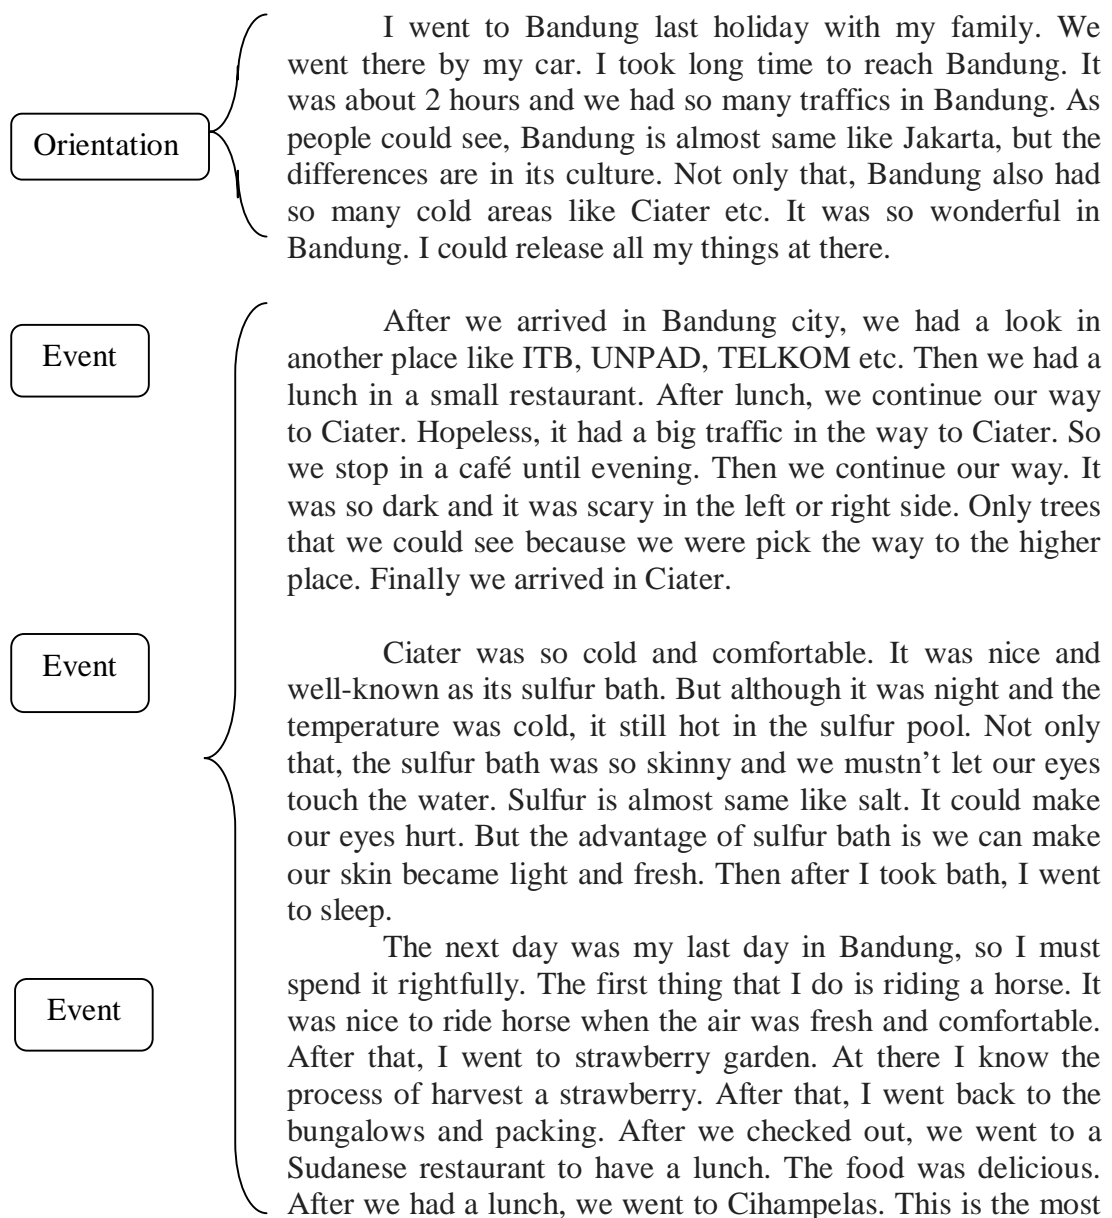 I went to Bandung last holiday with my family. We
went there by my car. I took long time to reach Bandung. It
was about 2 hours and we had so many traffics in Bandung. As
people could see, Bandung is almost same like Jakarta, but the
differences are in its culture. Not only that, Bandung also had
so many cold areas like Ciater etc. It was so wonderful in
Bandung. I could release all my things at there.
Orientation
After we arrived in Bandung city, we had a look in
another place like ITB, UNPAD, TELKOM etc. Then we had a
lunch in a small restaurant. After lunch, we continue our way
to Ciater. Hopeless, it had a big traffic in the way to Ciater. So
we stop in a café until evening. Then we continue our way. It
was so dark and it was scary in the left or right side. Only trees
that we could see because we were pick the way to the higher
place. Finally we arrived in Ciater.
Event
Ciater was so cold and comfortable. It was nice and
well-known as its sulfur bath. But although it was night and the
temperature was cold, it still hot in the sulfur pool. Not only
that, the sulfur bath was so skinny and we mustn't let our eyes
touch the water. Sulfur is almost same like salt. It could make
our eyes hurt. But the advantage of sulfur bath is we can make
our skin became light and fresh. Then after I took bath, I went
to sleep.
Event
The next day was my last day in Bandung, so I must
spend it rightfully. The first thing that I do is riding a horse. It
was nice to ride horse when the air was fresh and comfortable.
After that, I went to strawberry garden. At there I know the
process of harvest a strawberry. After that, I went back to the
bungalows and packing. After we checked out, we went to a
Sudanese restaurant to have a lunch. The food was delicious.
After we had a lunch, we went to Cihampelas. This is the most
Event